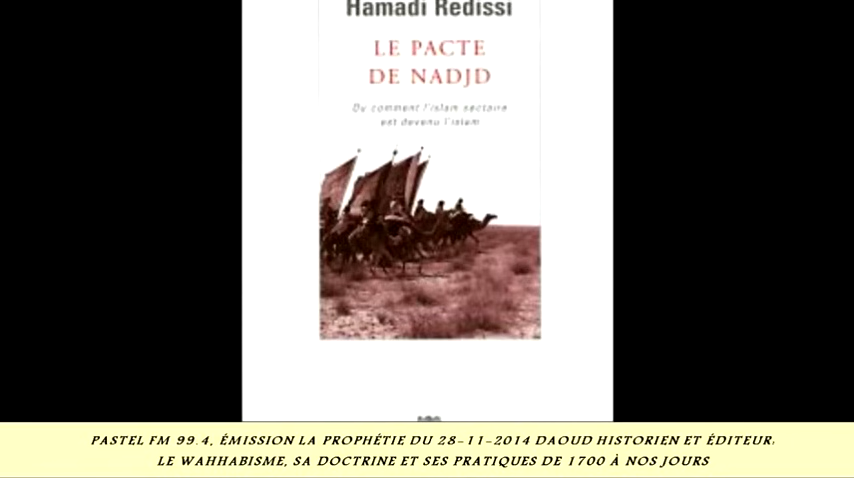 Hamadi Redissi
LE PACTE
DE NADJD
Du comment l'islam sectaire
est devenu l'islam
PASTEL FM 99.4, ÉMISSION LA PROPHÉTIE DU 28-11-2014 DAOUD HISTORIEN ET ÉDITEUR:
LE WAHHABISME, SA DOCTRINE ET SES PRATIQUES DE 1700 À NOS JOURS